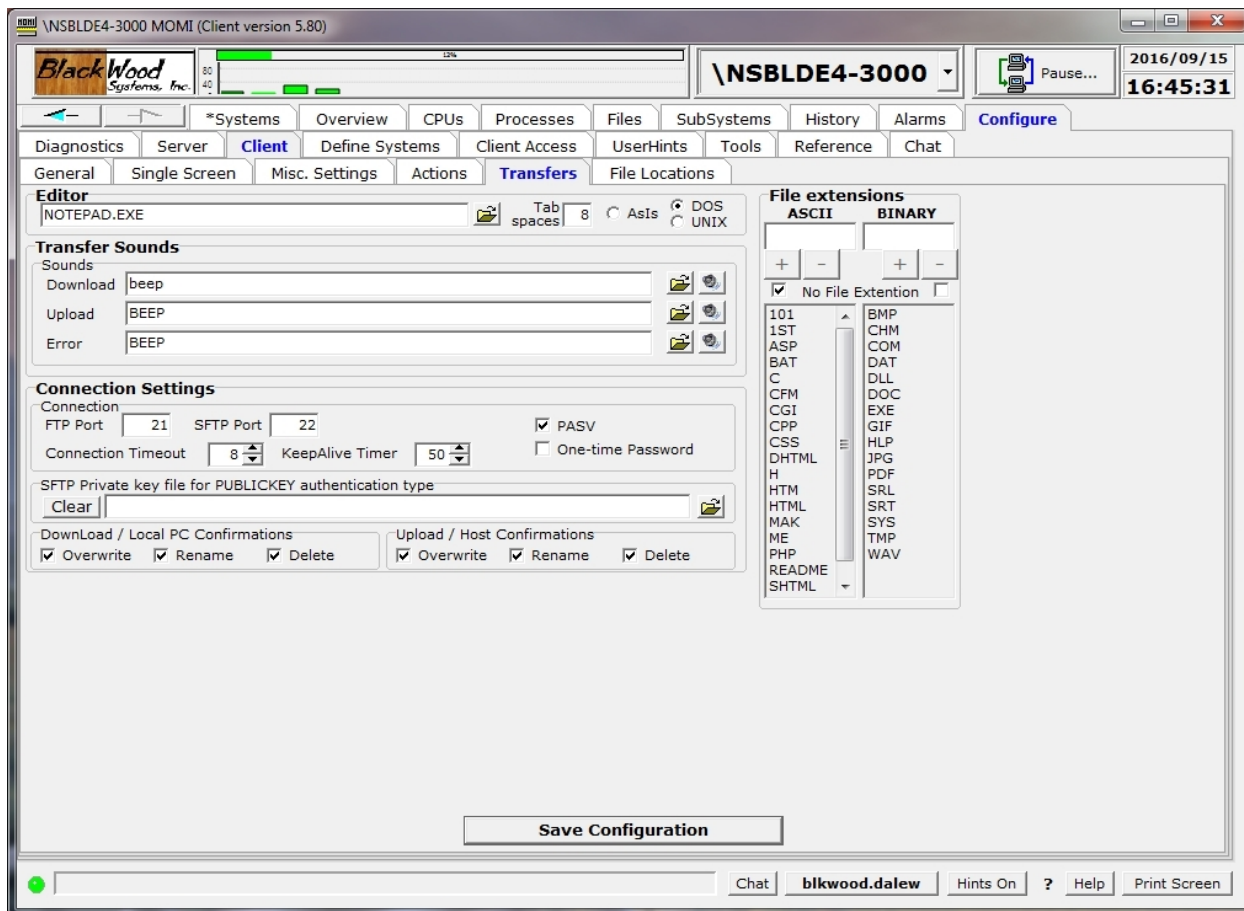 MOMI \NSBLDE4-3000 MOMI (Client version 5.80)
BlackWood
Systems, Inc.
80
40
12%
\NSBLDE4-3000
Pause...
2016/09/15
16:45:31
*Systems Overview CPUs Processes Files SubSystems History Alarms Configure
Diagnostics Server Client Define Systems Client Access UserHints Tools Reference Chat
General Single Screen Misc. Settings Actions Transfers File Locations
Editor
NOTEPAD.EXE
Tab
spaces 8
AsIs
DOS
UNIX
Transfer Sounds
Sounds
Download beep
Upload BEEP
Error BEEP
Connection Settings
Connection
FTP Port 21 SFTP Port 22 PASV
Connection Timeout 8 KeepAlive Timer 50 One-time Password
SFTP Private key file for PUBLICKEY authentication type
Clear
DownLoad / Local PC Confirmations
Overwrite Rename Delete
Upload / Host Confirmations
Overwrite Rename Delete
File extensions
ASCII BINARY
+ - + -
No File Extention
101
1ST
ASP
BAT
C
CFM
CGI
CPP
CSS
DHTML
H
HTM
HTML
MAK
ME
PHP
README
SHTML
BMP
CHM
COM
DAT
DLL
DOC
EXE
GIF
HLP
JPG
PDF
SRL
SRT
SYS
TMP
WAV
Save Configuration
Chat blkwood.dalew Hints On ? Help Print Screen